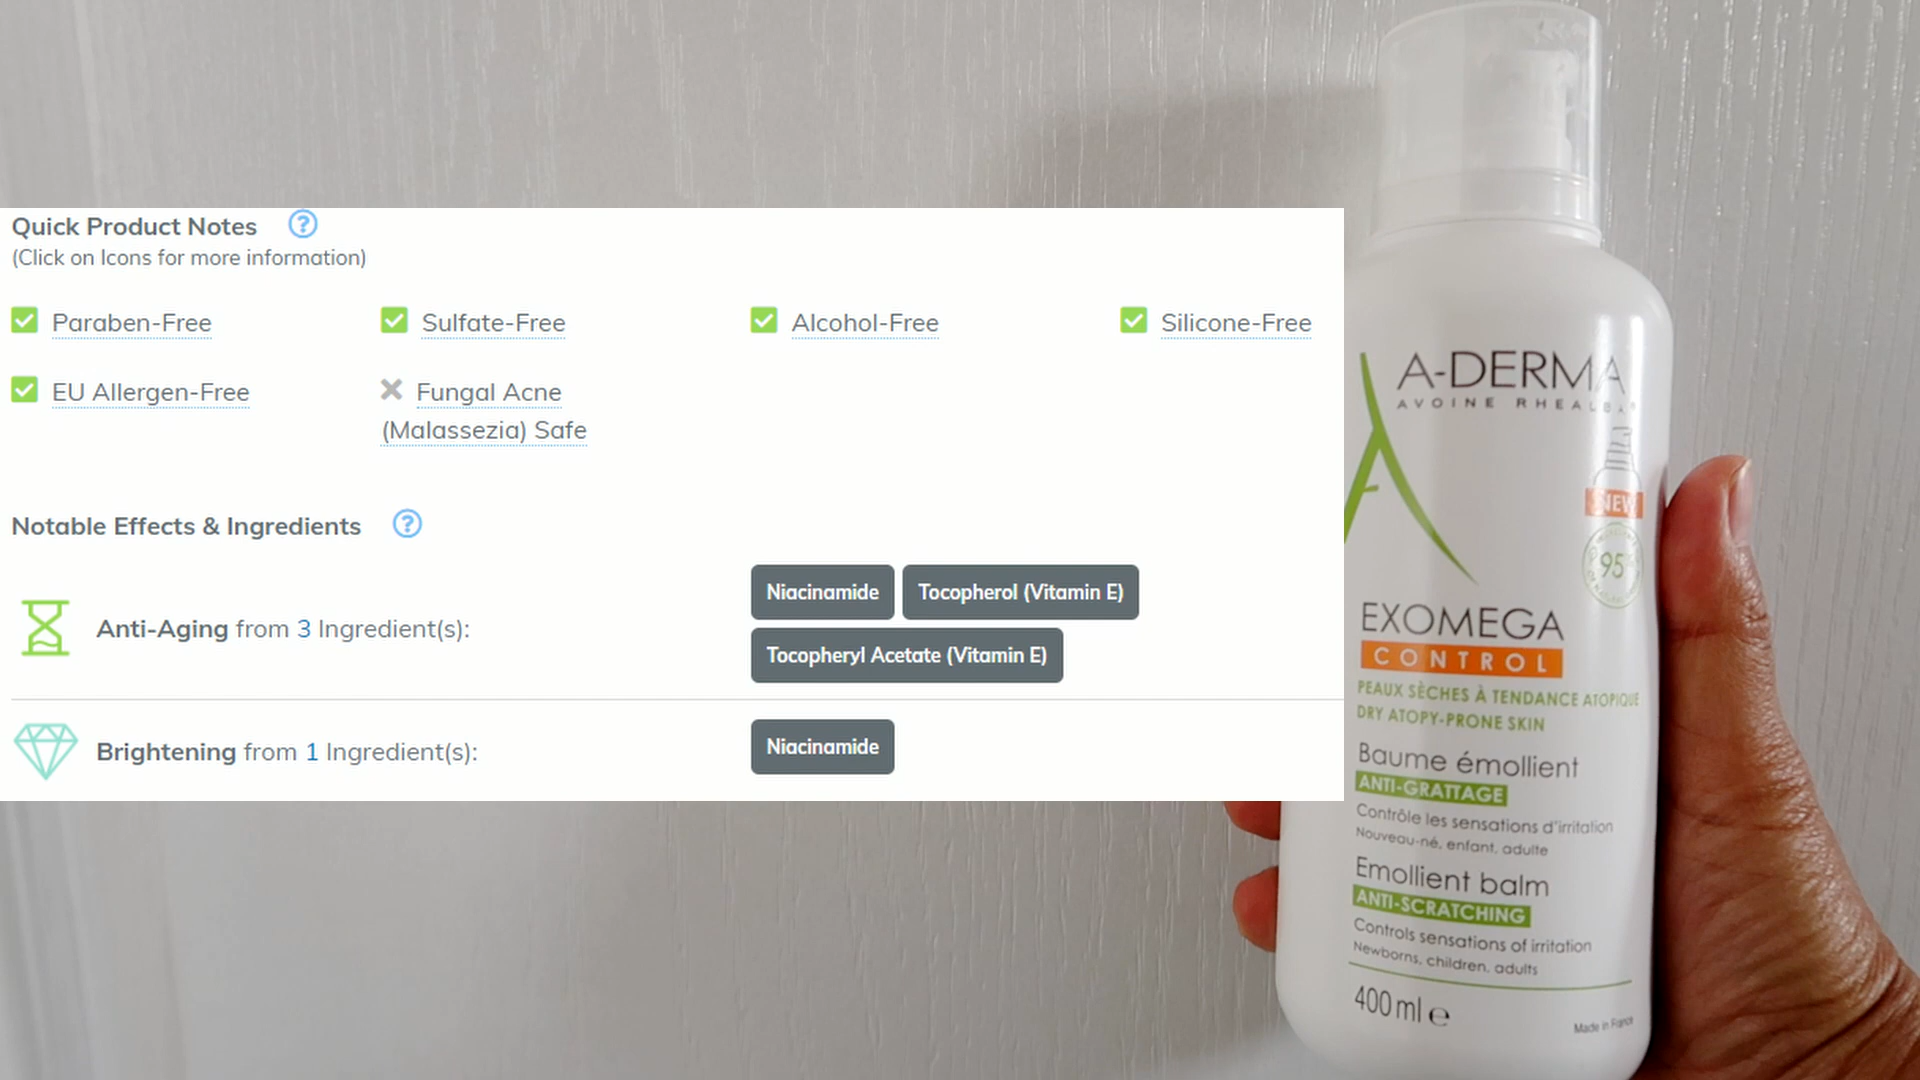 Quick Product Notes
(Click on Icons for more information)
Paraben-Free
Sulfate-Free
Alcohol-Free
Silicone-Free
EU Allergen-Free
Fungal Acne
(Malassezia) Safe
Notable Effects & Ingredients
Anti-Aging from 3 Ingredient(s):
Niacinamide
Tocopherol (Vitamin E)
Tocopheryl Acetate (Vitamin E)
Brightening from 1 Ingredient(s):
Niacinamide
A-DERMA
AVOINE RHEALBA
NEW
95%
EXOMEGA
CONTROL
PEAUX SÈCHES À TENDANCE ATOPIQUE
DRY ATOPY-PRONE SKIN
Baume émollient
ANTI-GRATTAGE
Contrôle les sensations d'irritation
Nouveau-né, enfant, adulte
Emollient balm
ANTI-SCRATCHING
Controls sensations of irritation
Newborns, children, adults
400 ml e
Made in France